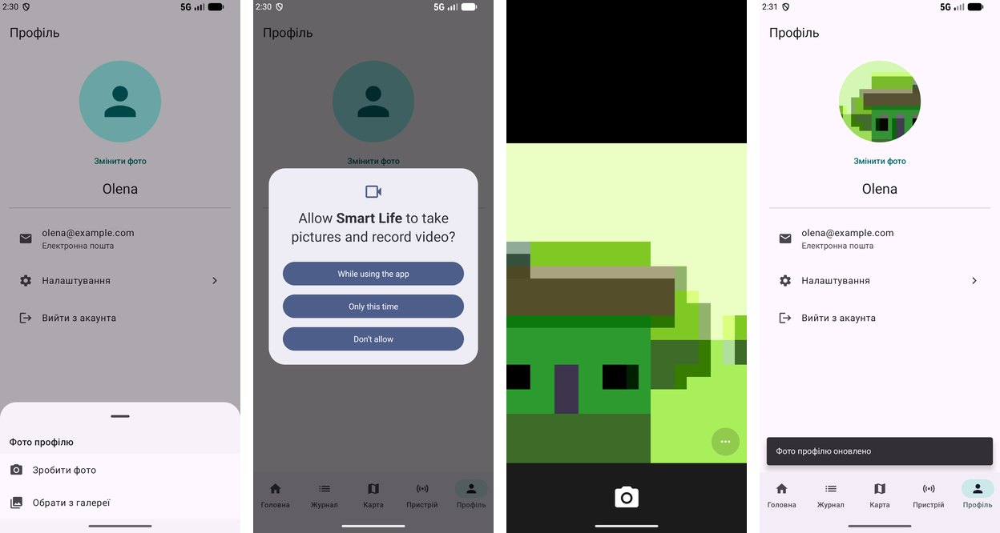 2:30
5G
Профіль
Змінити фото
Olena
olena@example.com
Електронна пошта
Налаштування
Вийти з акаунта
Фото профілю
Зробити фото
Обрати з галереї
2:30
5G
Профіль
Змінити фото
Allow Smart Life to take
pictures and record video?
While using the app
Only this time
Don't allow
Головна
Журнал
Карта
Пристрій
Профіль
2:31
5G
Профіль
Змінити фото
Olena
olena@example.com
Електронна пошта
Налаштування
Вийти з акаунта
Фото профілю оновлено
Головна
Журнал
Карта
Пристрій
Профіль